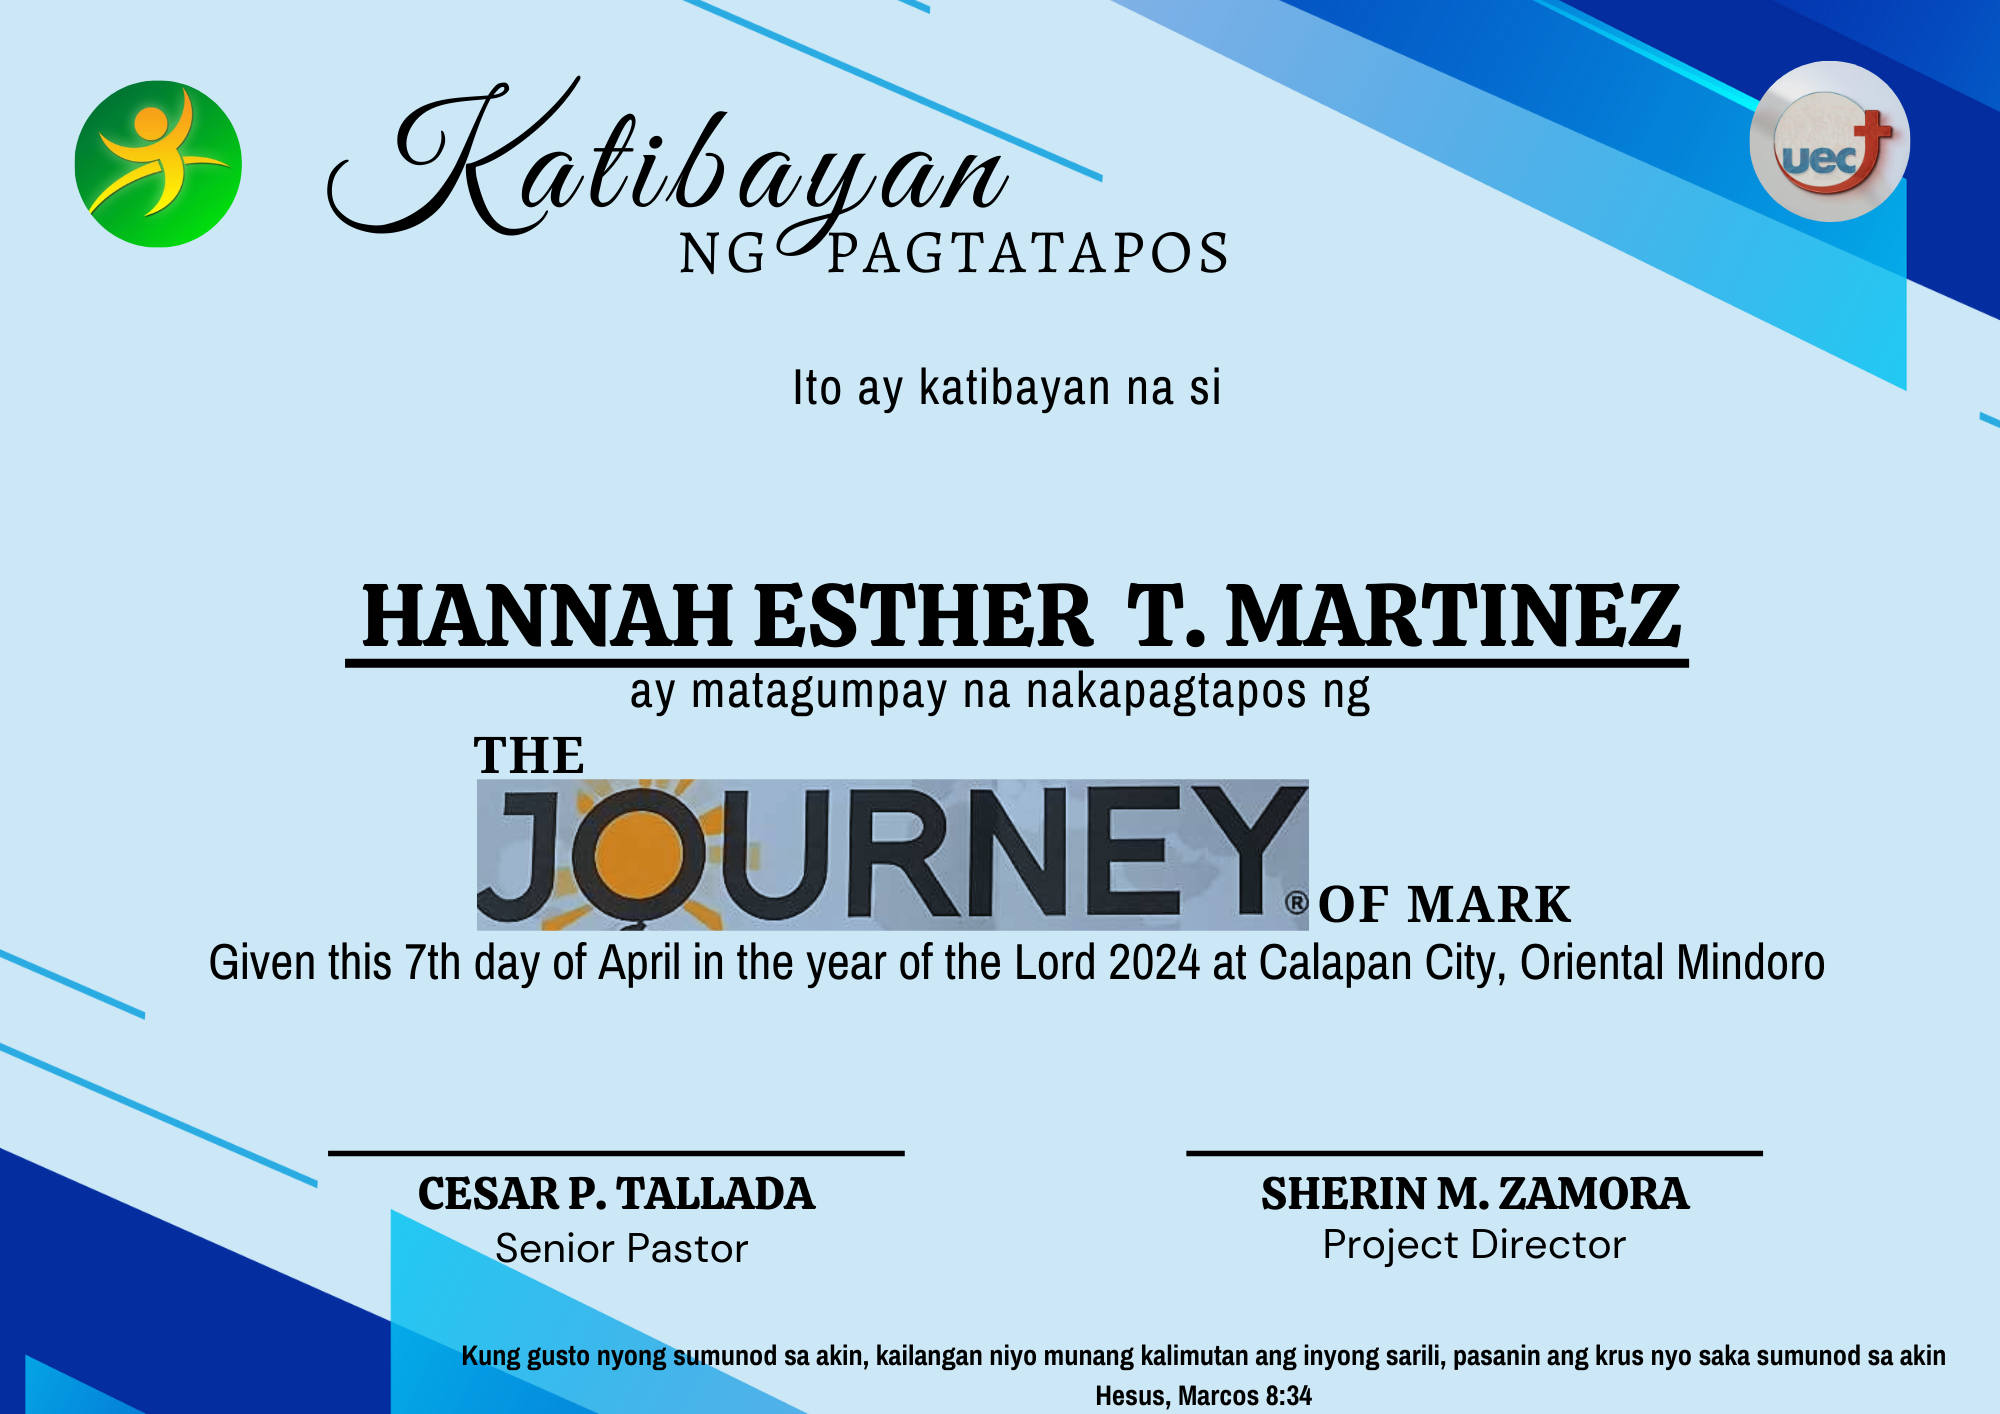 Katibayan
NG PAGTATAPOS
uec
Ito ay katibayan na si
HANNAH ESTHER T. MARTINEZ
ay matagumpay na nakapagtapos ng
THE
JOURNEY® OF MARK
Given this 7th day of April in the year of the Lord 2024 at Calapan City, Oriental Mindoro
CESAR P. TALLADA
Senior Pastor
SHERIN M. ZAMORA
Project Director
Kung gusto nyong sumunod sa akin, kailangan niyo munang kalimutan ang inyong sarili, pasanin ang krus nyo saka sumunod sa akin
Hesus, Marcos 8:34